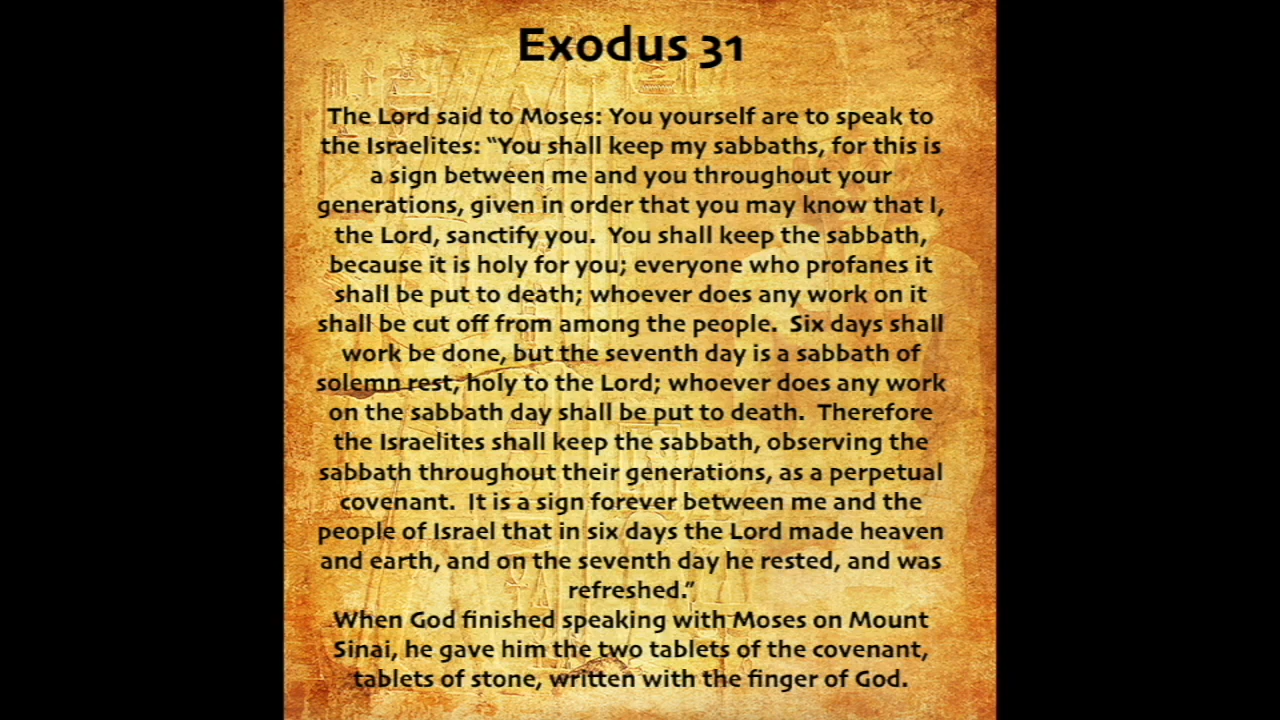 Exodus 31
The Lord said to Moses: You yourself are to speak to
the Israelites: “You shall keep my sabbaths, for this is
a sign between me and you throughout your
generations, given in order that you may know that I,
the Lord, sanctify you.  You shall keep the sabbath,
because it is holy for you; everyone who profanes it
shall be put to death; whoever does any work on it
shall be cut off from among the people.  Six days shall
work be done, but the seventh day is a sabbath of
solemn rest, holy to the Lord; whoever does any work
on the sabbath day shall be put to death.  Therefore
the Israelites shall keep the sabbath, observing the
sabbath throughout their generations, as a perpetual
covenant.  It is a sign forever between me and the
people of Israel that in six days the Lord made heaven
and earth, and on the seventh day he rested, and was
refreshed.”
When God finished speaking with Moses on Mount
Sinai, he gave him the two tablets of the covenant,
tablets of stone, written with the finger of God.